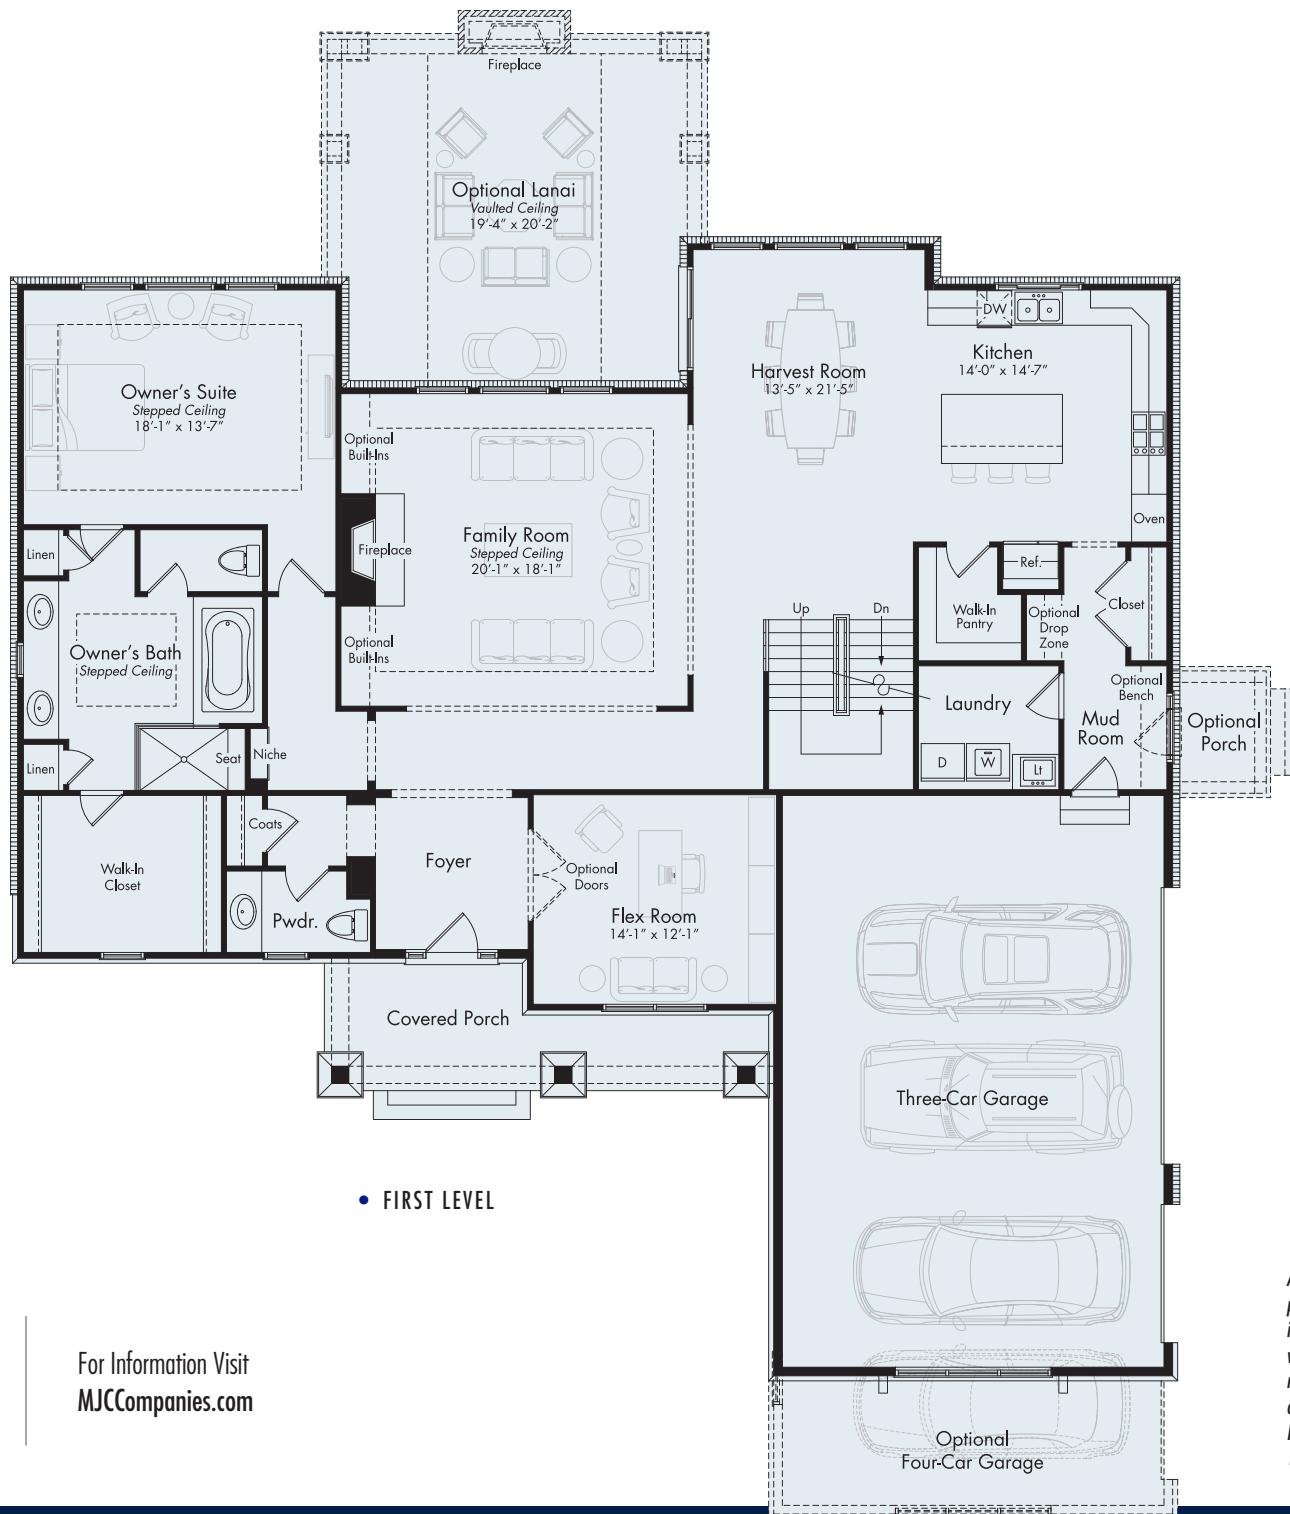 Fireplace
Optional Lanai
Vaulted Ceiling
19'-4" x 20'-2"
DW
Kitchen
14'-0" x 14'-7"
Harvest Room
13'-5" x 21'-5"
Owner's Suite
Stepped Ceiling
18'-1" x 13'-7"
Optional
Built-Ins
Oven
Family Room
Stepped Ceiling
20'-1" x 18'-1"
Fireplace
Linen
Ref.
Walk-In
Pantry
Closet
Optional
Drop
Zone
Up
Dn
Optional
Built-Ins
Owner's Bath
Stepped Ceiling
Optional
Bench
Laundry
Mud
Room
Optional
Porch
Seat
Niche
Linen
D
W
Lt
Coats
Foyer
Walk-In
Closet
Optional
Doors
Pwdr.
Flex Room
14'-1" x 12'-1"
Covered Porch
Three-Car Garage
• FIRST LEVEL
For Information Visit
MJCCompanies.com
Optional
Four-Car Garage